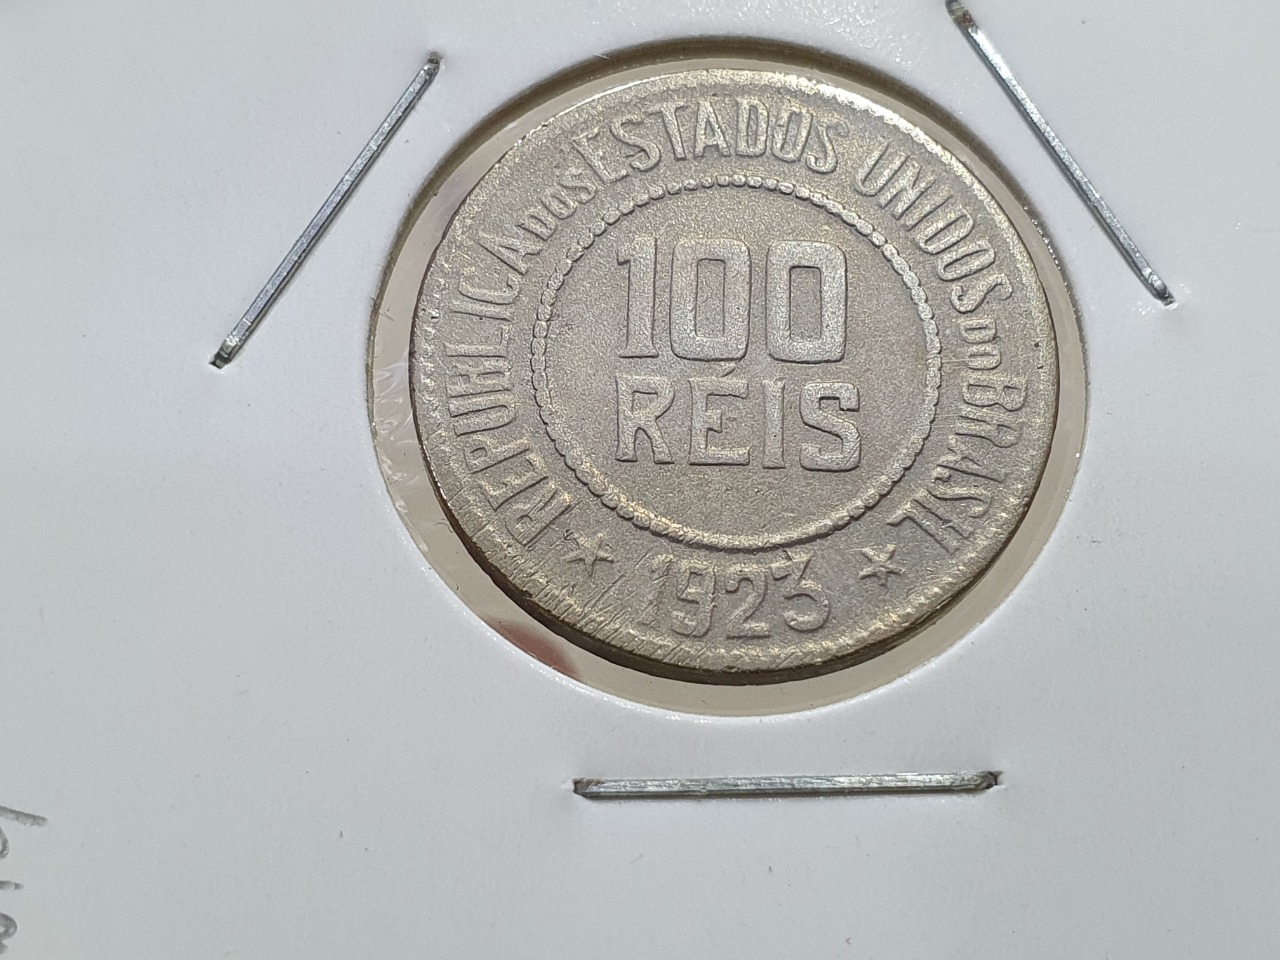 REPUBLICA DOS ESTADOS UNIDOS DO BRASIL
100
RÉIS
★ 1923 ★